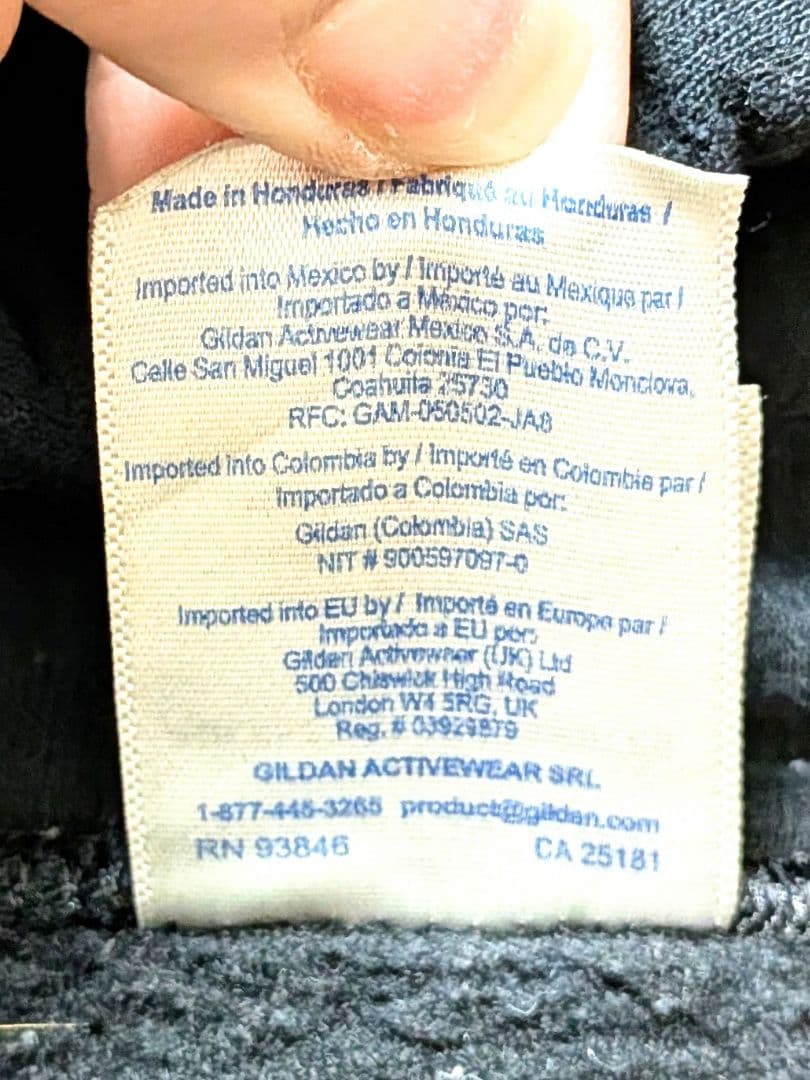 Made in Honduras / Fabriqué au Honduras /
Hecho en Honduras
Imported into Mexico by / Importé au Mexique par /
Importado a México por:
Gildan Activewear Mexico S.A. de C.V.
Calle San Miguel 1001 Colonia El Pueblo Monclova,
Coahuila 25730
RFC: GAM-050502-JA8
Imported into Colombia by / Importé en Colombie par /
Importado a Colombia por:
Gildan (Colombia) SAS
NIT # 900597097-0
Imported into EU by / Importé en Europe par /
Importado a EU por:
Gildan Activewear (UK) Ltd
500 Chiswick High Road
London W4 5RG, UK
Reg. # 03929879
GILDAN ACTIVEWEAR SRL
1-877-445-3265 product@gildan.com
RN 93846 CA 25181